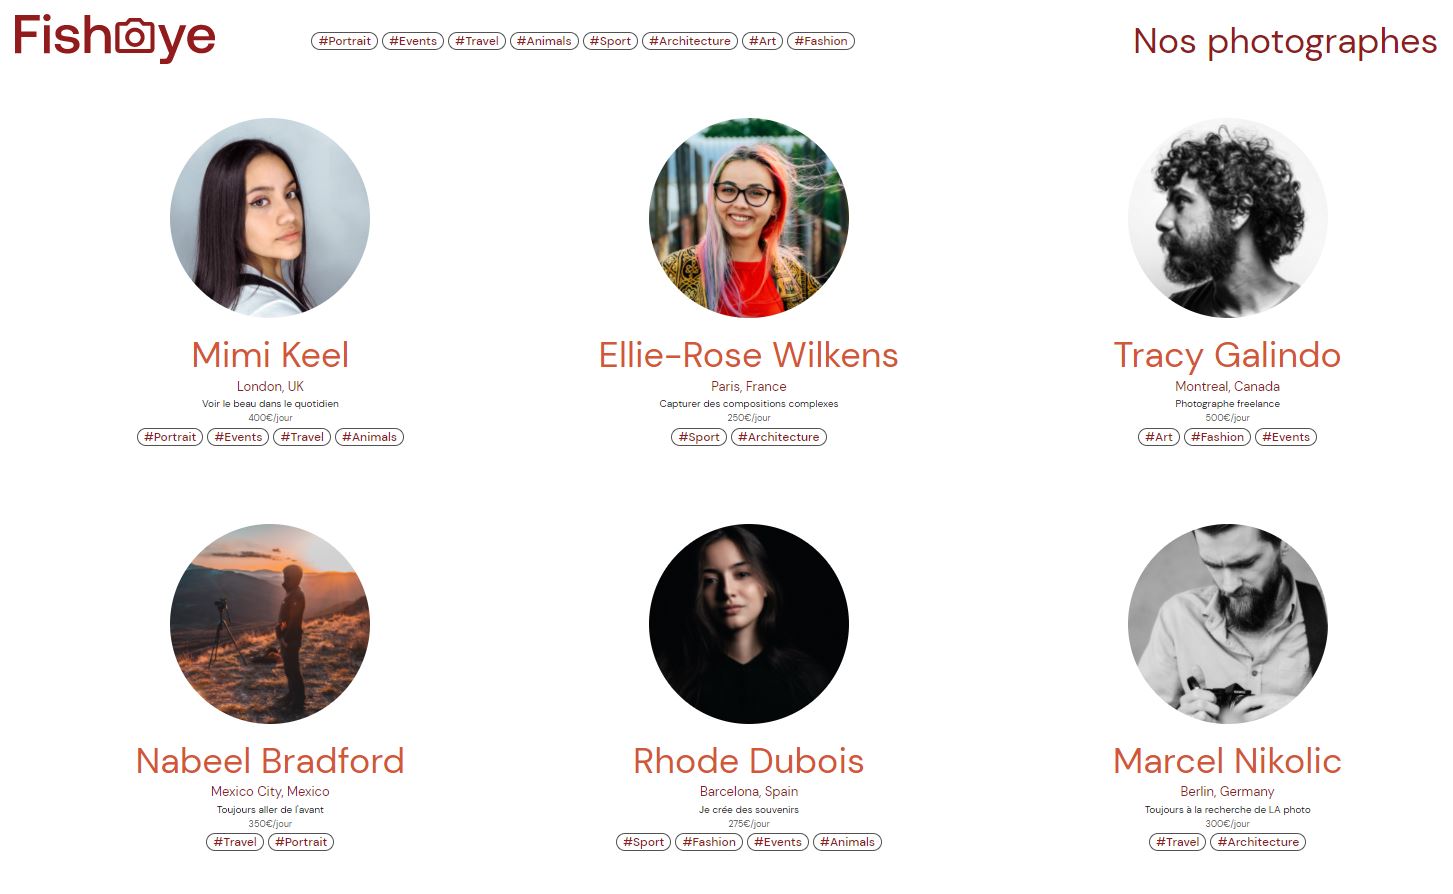 Fisheye
#Portrait #Events #Travel #Animals #Sport #Architecture #Art #Fashion
Nos photographes
Mimi Keel
London, UK
Voir le beau dans le quotidien
400€/jour
#Portrait #Events #Travel #Animals
Ellie-Rose Wilkens
Paris, France
Capturer des compositions complexes
250€/jour
#Sport #Architecture
Tracy Galindo
Montreal, Canada
Photographe freelance
500€/jour
#Art #Fashion #Events
Nabeel Bradford
Mexico City, Mexico
Toujours aller de l'avant
350€/jour
#Travel #Portrait
Rhode Dubois
Barcelona, Spain
Je crée des souvenirs
275€/jour
#Sport #Fashion #Events #Animals
Marcel Nikolic
Berlin, Germany
Toujours à la recherche de LA photo
300€/jour
#Travel #Architecture